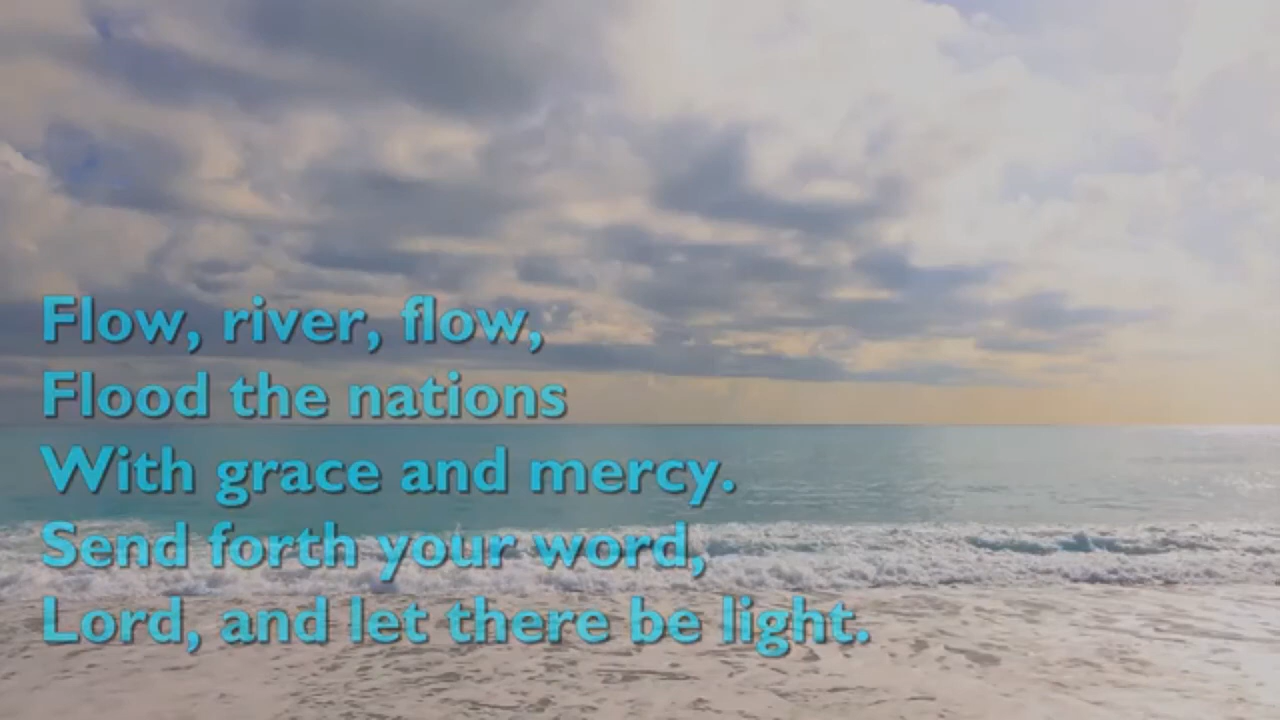 Flow, river, flow,
Flood the nations
With grace and mercy.
Send forth your word,
Lord, and let there be light.